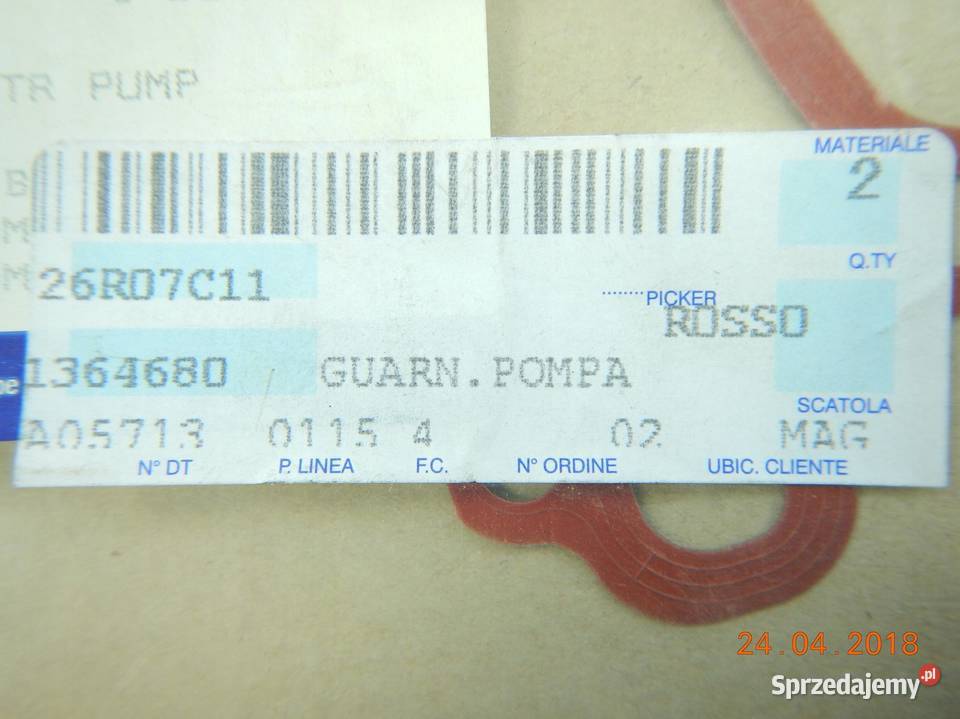 TR PUMP
B
M
M
MATERIALE
2
Q.TY
26R07C11
........PICKER
ROSSO
1364680 GUARN.POMPA
SCATOLA
A05713 0115 4 02 MAG
N° DT P. LINEA F.C. N° ORDINE UBIC. CLIENTE
24.04.2018
Sprzedajemy.pl